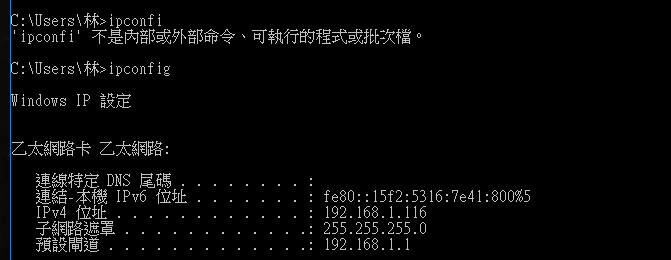 C:\Users\林>ipconfi
'ipconfi' 不是內部或外部命令、可執行的程式或批次檔。
C:\Users\林>ipconfig
Windows IP 設定
乙太網路卡 乙太網路:
連線特定 DNS 尾碼 . . . . . . . . :
連結-本機 IPv6 位址 . . . . . . . : fe80::15f2:5316:7e41:800%5
IPv4 位址 . . . . . . . . . . . . : 192.168.1.116
子網路遮罩 . . . . . . . . . . . .: 255.255.255.0
預設閘道 . . . . . . . . . . . . .: 192.168.1.1